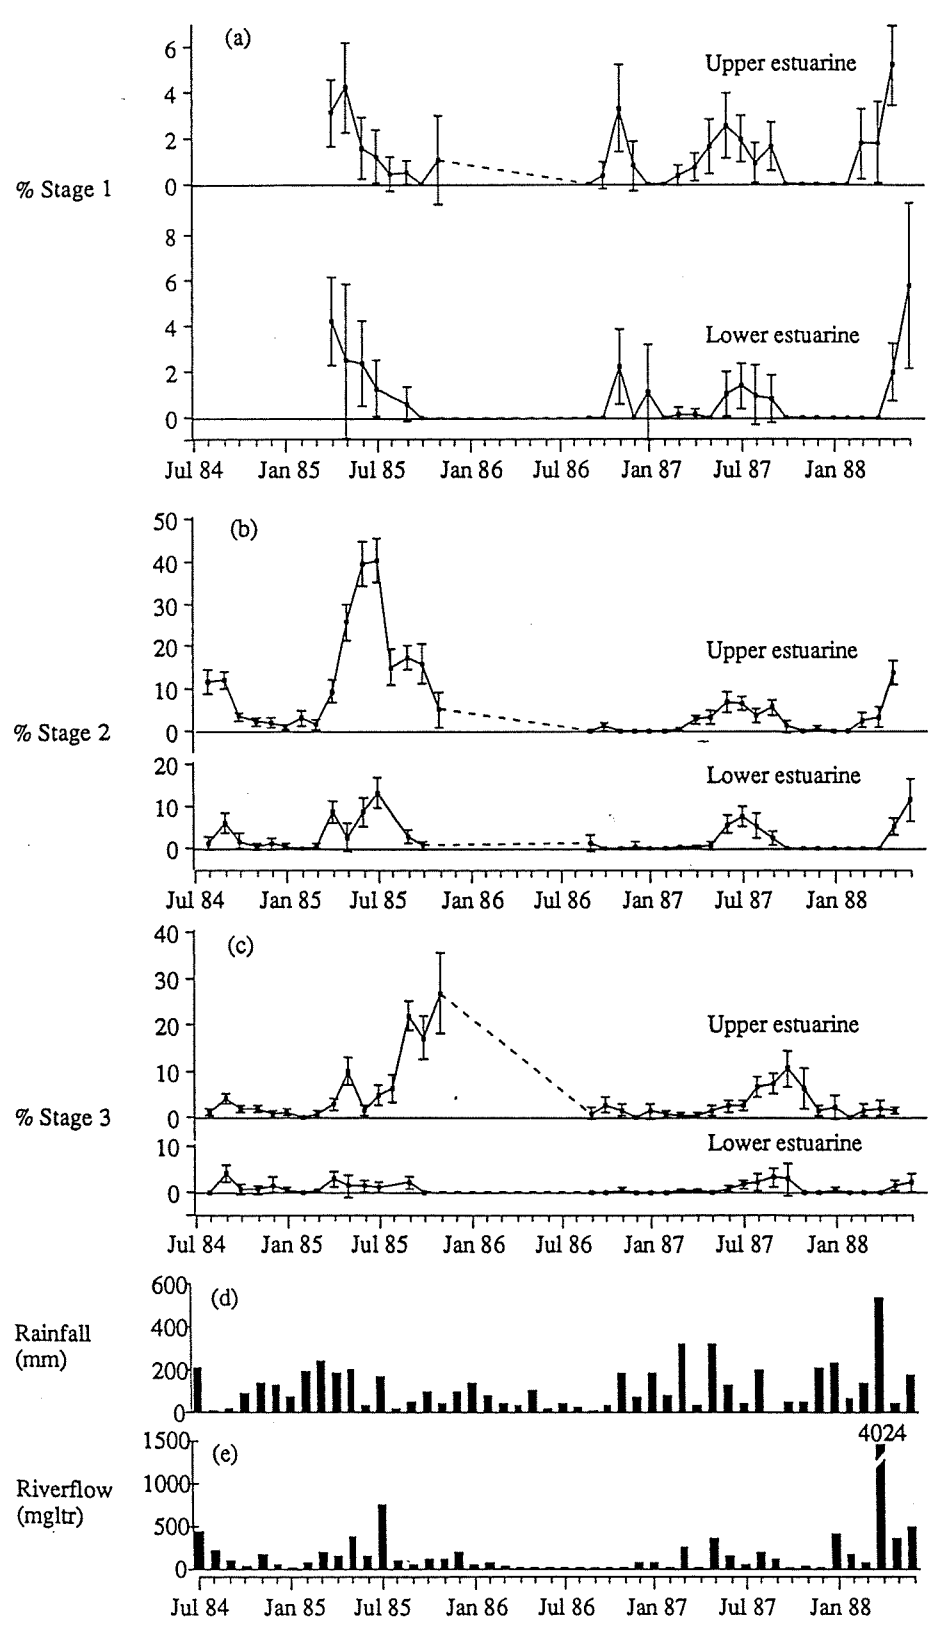 (a)
Upper estuarine
6
4
2
0
% Stage 1
8
6
4
2
0
Lower estuarine
Jul 84 Jan 85 Jul 85 Jan 86 Jul 86 Jan 87 Jul 87 Jan 88
(b)
50
40
30
20
10
0
Upper estuarine
% Stage 2
20
10
0
Lower estuarine
Jul 84 Jan 85 Jul 85 Jan 86 Jul 86 Jan 87 Jul 87 Jan 88
(c)
40
30
20
10
0
Upper estuarine
% Stage 3
10
0
Lower estuarine
Jul 84 Jan 85 Jul 85 Jan 86 Jul 86 Jan 87 Jul 87 Jan 88
(d)
600
400
200
0
Rainfall
(mm)
4024
(e)
1500
1000
500
0
Riverflow
(mgltr)
Jul 84 Jan 85 Jul 85 Jan 86 Jul 86 Jan 87 Jul 87 Jan 88